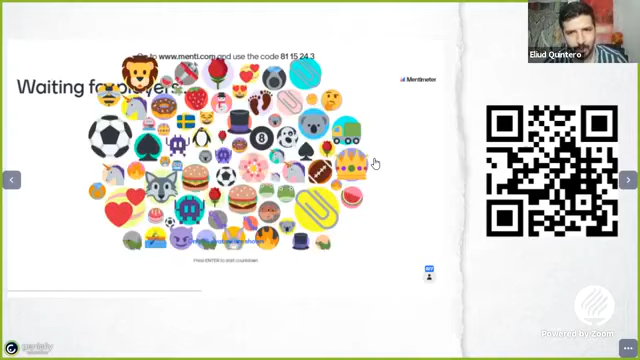 Go to www.menti.com and use the code 81 15 24 3
Waiting for players
Mentimeter
8
Press ENTER to start countdown
Eliud Quintero
Powered by Zoom